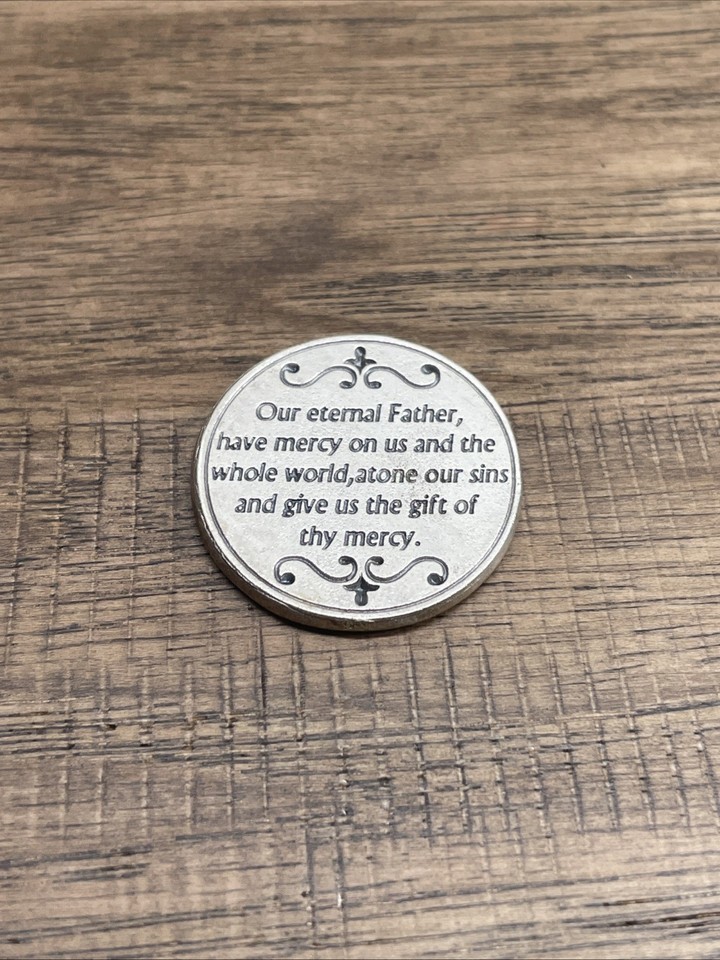 Our eternal Father,
have mercy on us and the
whole world,atone our sins
and give us the gift of
thy mercy.